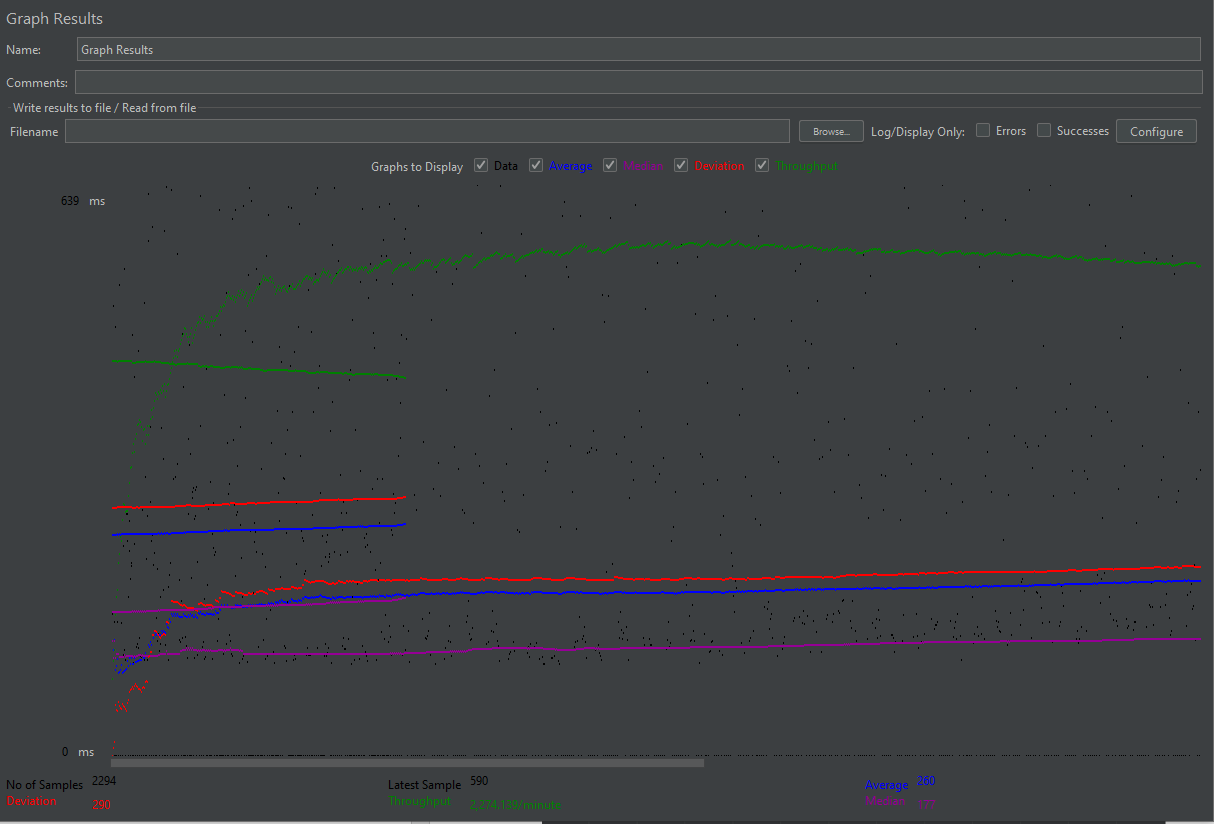 Graph Results
Name: Graph Results
Comments:
Write results to file / Read from file
Filename Browse... Log/Display Only: Errors Successes Configure
Graphs to Display Data Average Median Deviation Throughput
639 ms
0 ms
No of Samples 2294 Latest Sample 590 Average 260
Deviation 290 Throughput 2,274.139/minute Median 177